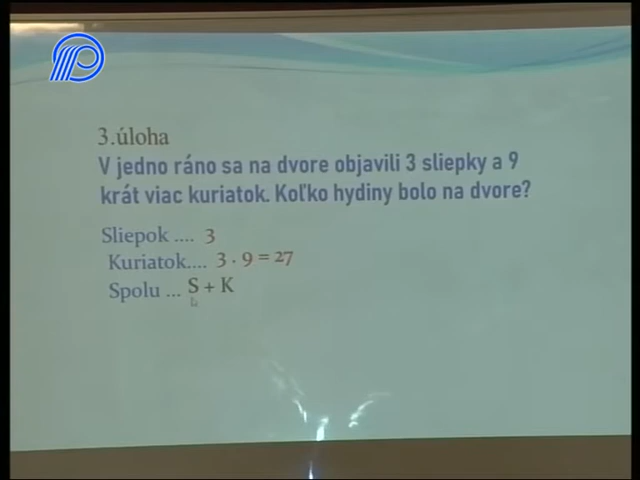 3.úloha
V jedno ráno sa na dvore objavili 3 sliepky a 9
krát viac kuriatok. Koľko hydiny bolo na dvore?
Sliepok .... 3
Kuriatok.... 3 . 9 = 27
Spolu ... S + K